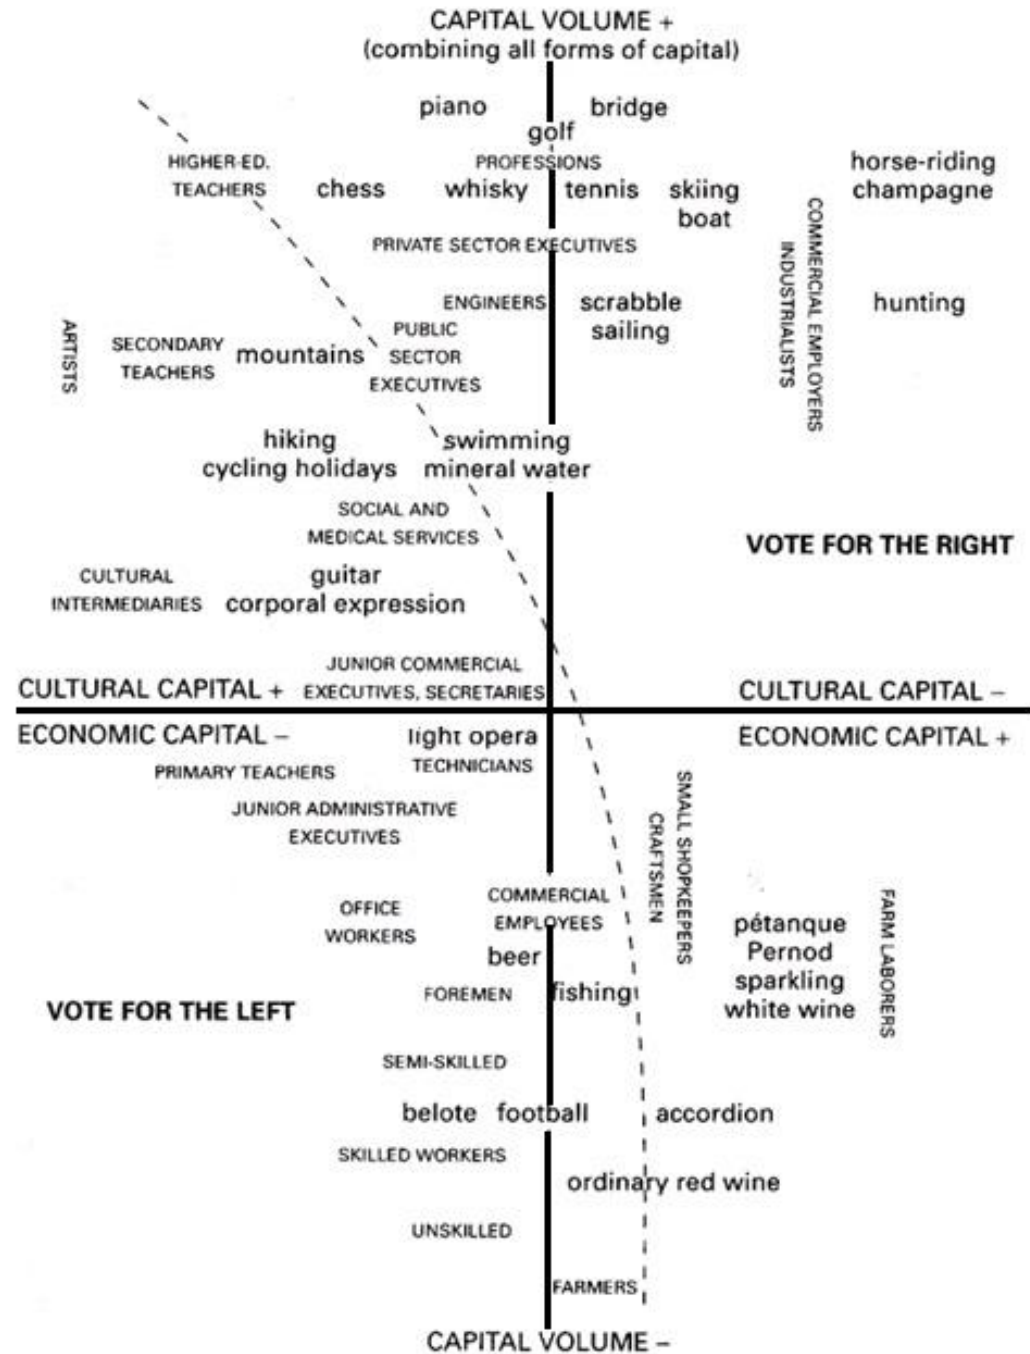 CAPITAL VOLUME +
(combining all forms of capital)
piano bridge
golf
HIGHER-ED. PROFESSIONS horse-riding
TEACHERS chess whisky tennis skiing champagne
boat
COMMERCIAL EMPLOYERS
INDUSTRIALISTS
PRIVATE SECTOR EXECUTIVES
ENGINEERS scrabble hunting
sailing
ARTISTS
SECONDARY
TEACHERS
mountains
PUBLIC
SECTOR
EXECUTIVES
hiking swimming
cycling holidays mineral water
SOCIAL AND
MEDICAL SERVICES
VOTE FOR THE RIGHT
CULTURAL
INTERMEDIARIES
guitar
corporal expression
JUNIOR COMMERCIAL
EXECUTIVES, SECRETARIES
CULTURAL CAPITAL + CULTURAL CAPITAL –
ECONOMIC CAPITAL – ECONOMIC CAPITAL +
light opera
TECHNICIANS
PRIMARY TEACHERS
JUNIOR ADMINISTRATIVE
EXECUTIVES
SMALL SHOPKEEPERS
CRAFTSMEN
OFFICE
WORKERS
COMMERCIAL
EMPLOYEES
beer
pétanque
Pernod
sparkling
white wine
FARM LABORERS
FOREMEN fishing
VOTE FOR THE LEFT
SEMI-SKILLED
belote football accordion
SKILLED WORKERS
ordinary red wine
UNSKILLED
FARMERS
CAPITAL VOLUME –